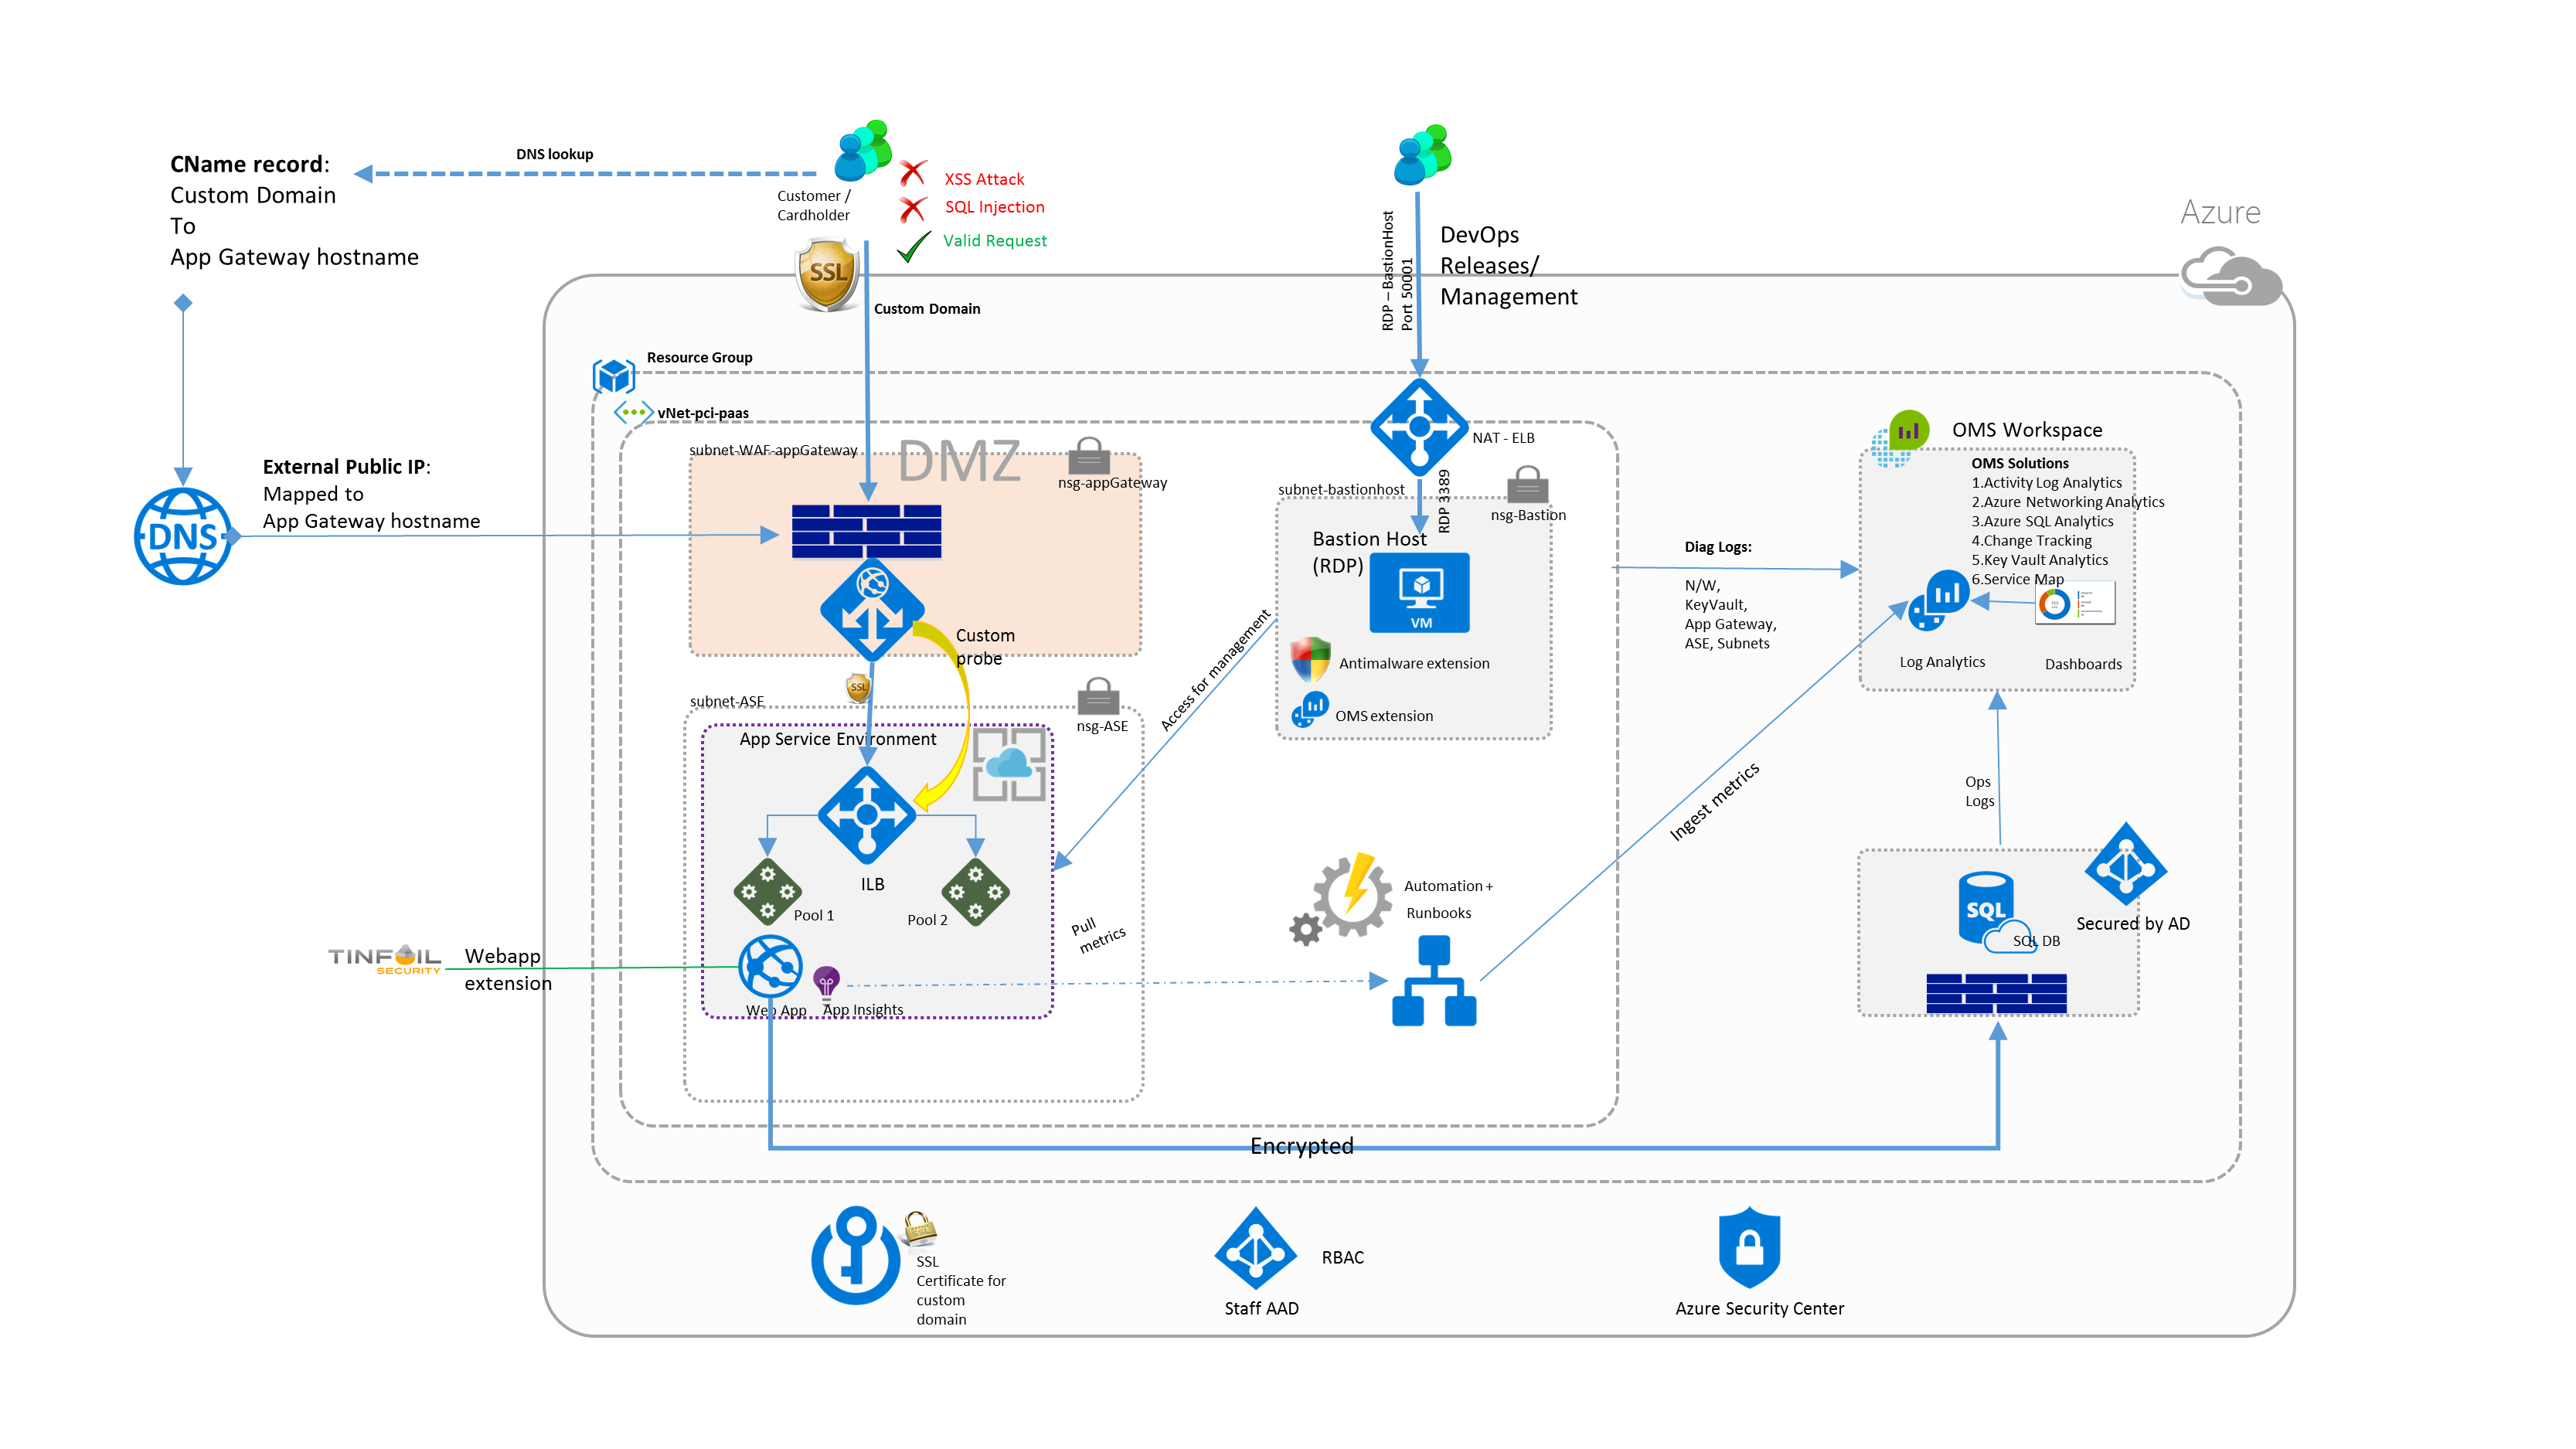 CName record:
Custom Domain
To
App Gateway hostname
DNS lookup
Customer /
Cardholder
XSS Attack
SQL Injection
Valid Request
SSL
Custom Domain
RDP – BastionHost
Port 50001
DevOps
Releases/
Management
Azure
Resource Group
vNet-pci-paas
subnet-WAF-appGateway
DMZ
nsg-appGateway
NAT - ELB
RDP 3389
subnet-bastionhost
nsg-Bastion
Bastion Host
(RDP)
VM
Antimalware extension
OMS extension
External Public IP:
Mapped to
App Gateway hostname
DNS
Custom
probe
SSL
subnet-ASE
nsg-ASE
App Service Environment
ILB
Pool 1
Pool 2
Web App
App Insights
Access for management
Pull
metrics
Automation +
Runbooks
Ingest metrics
Diag Logs:
N/W,
KeyVault,
App Gateway,
ASE, Subnets
OMS Workspace
OMS Solutions
1.Activity Log Analytics
2.Azure Networking Analytics
3.Azure SQL Analytics
4.Change Tracking
5.Key Vault Analytics
6.Service Map
Log Analytics
Dashboards
Ops
Logs
SQL
SQL DB
Secured by AD
TINFOIL
SECURITY
Webapp
extension
Encrypted
SSL
Certificate for
custom
domain
RBAC
Staff AAD
Azure Security Center